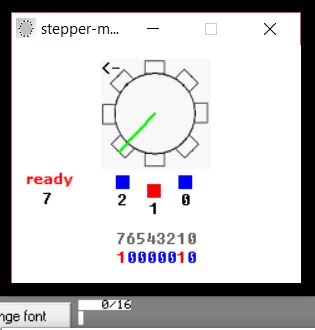 stepper-m...
<-
ready
7
2
1
0
76543210
10000010
0/16
nge font